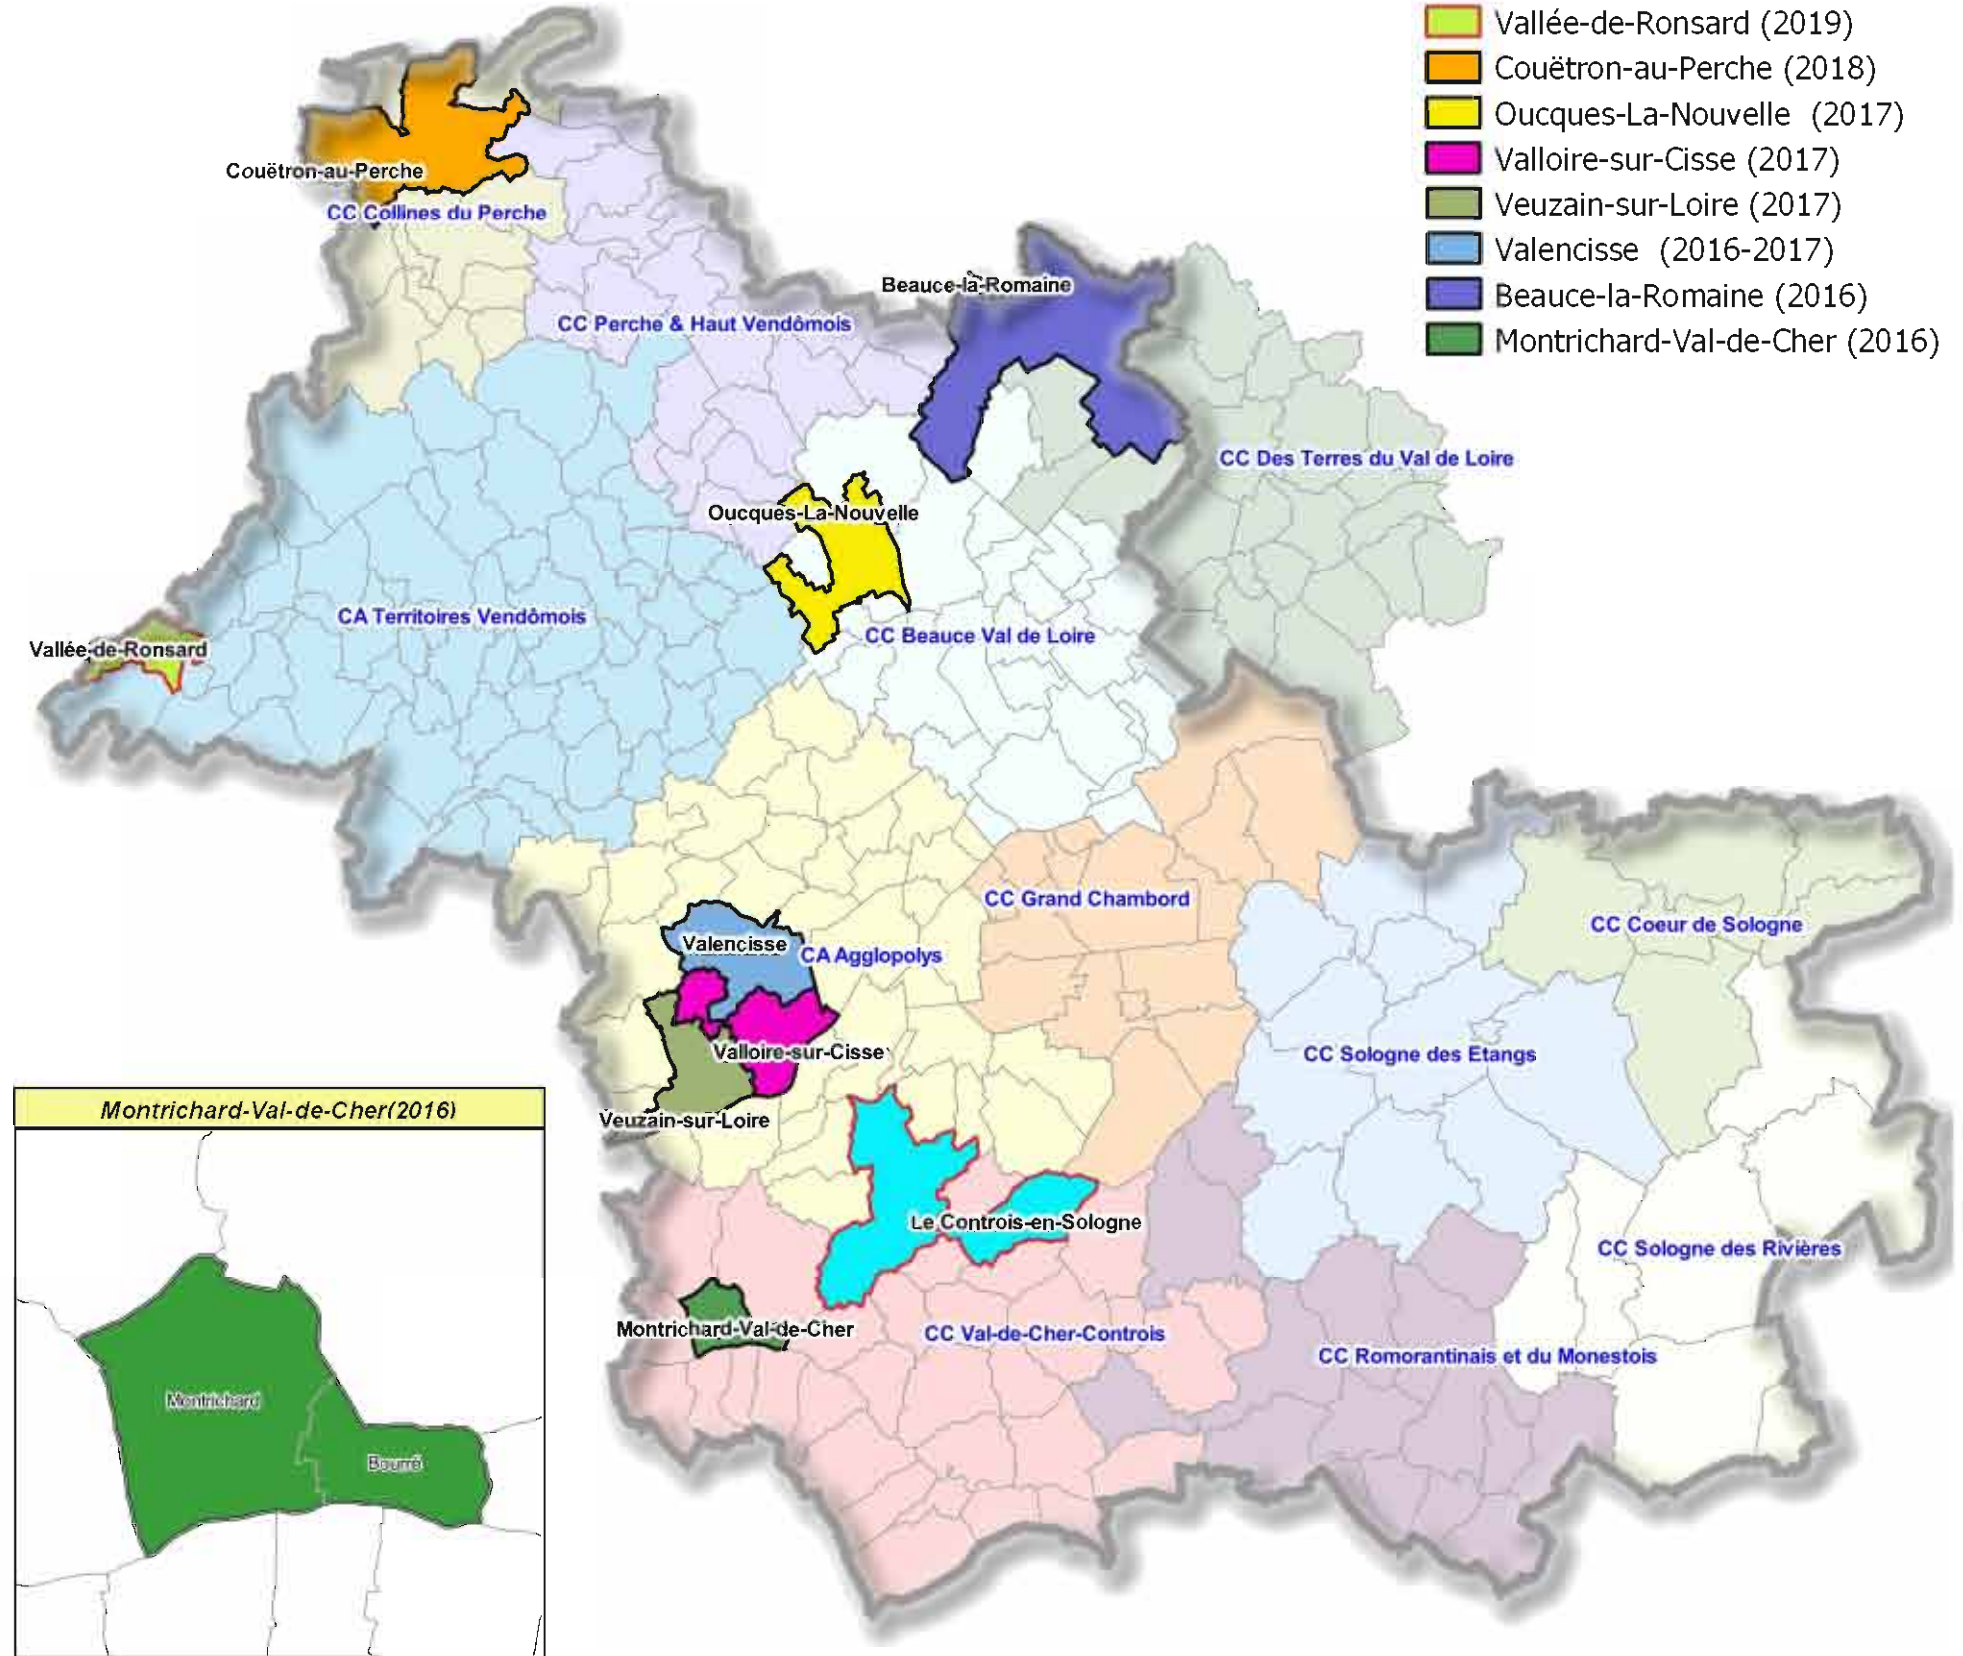 Vallée-de-Ronsard (2019)
Couëtron-au-Perche (2018)
Oucques-La-Nouvelle (2017)
Valloire-sur-Cisse (2017)
Veuzain-sur-Loire (2017)
Valencisse (2016-2017)
Beauce-la-Romaine (2016)
Montrichard-Val-de-Cher (2016)
Couëtron-au-Perche
CC Collines du Perche
Beauce-la-Romaine
CC Perche & Haut Vendômois
CC Des Terres du Val de Loire
Oucques-La-Nouvelle
CA Territoires Vendômois
CC Beauce Val de Loire
Vallée-de-Ronsard
CC Grand Chambord
CC Coeur de Sologne
Valencisse
CA Agglopolys
Valloire-sur-Cisse
CC Sologne des Etangs
Veuzain-sur-Loire
Le Controis-en-Sologne
CC Sologne des Rivières
Montrichard-Val-de-Cher
CC Val-de-Cher-Controis
CC Romorantinais et du Monestois
Montrichard-Val-de-Cher(2016)
Montrichard
Bourré